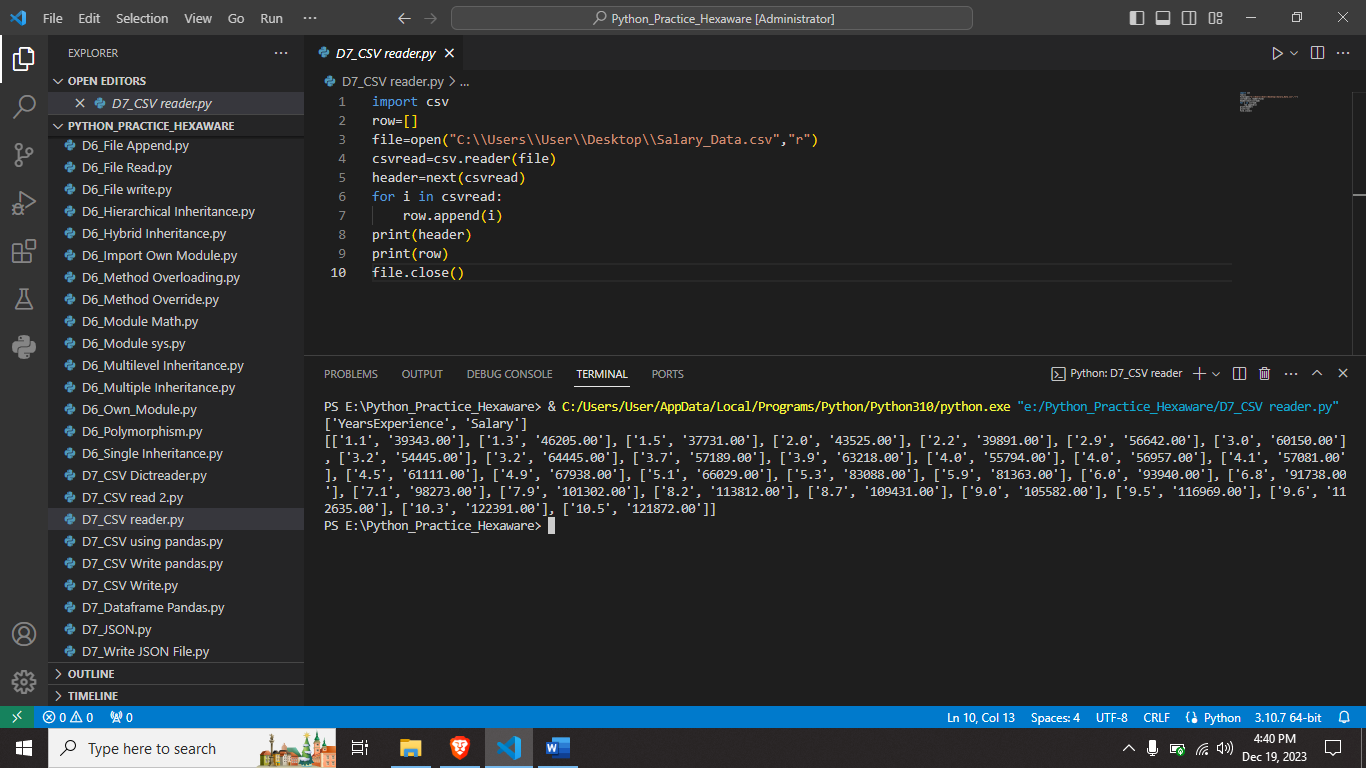 File Edit Selection View Go Run ··· Python_Practice_Hexaware [Administrator]
EXPLORER ···
OPEN EDITORS
D7_CSV reader.py
PYTHON_PRACTICE_HEXAWARE
D6_File Append.py
D6_File Read.py
D6_File write.py
D6_Hierarchical Inheritance.py
D6_Hybrid Inheritance.py
D6_Import Own Module.py
D6_Method Overloading.py
D6_Method Override.py
D6_Module Math.py
D6_Module sys.py
D6_Multilevel Inheritance.py
D6_Multiple Inheritance.py
D6_Own_Module.py
D6_Polymorphism.py
D6_Single Inheritance.py
D7_CSV Dictreader.py
D7_CSV read 2.py
D7_CSV reader.py
D7_CSV using pandas.py
D7_CSV Write pandas.py
D7_CSV Write.py
D7_Dataframe Pandas.py
D7_JSON.py
D7_Write JSON File.py
OUTLINE
TIMELINE
D7_CSV reader.py
D7_CSV reader.py > ...
1 import csv
2 row=[]
3 file=open("C:\\Users\\User\\Desktop\\Salary_Data.csv","r")
4 csvread=csv.reader(file)
5 header=next(csvread)
6 for i in csvread:
7 row.append(i)
8 print(header)
9 print(row)
10 file.close()
PROBLEMS OUTPUT DEBUG CONSOLE TERMINAL PORTS Python: D7_CSV reader
PS E:\Python_Practice_Hexaware> & C:/Users/User/AppData/Local/Programs/Python/Python310/python.exe "e:/Python_Practice_Hexaware/D7_CSV reader.py"
['YearsExperience', 'Salary']
[['1.1', '39343.00'], ['1.3', '46205.00'], ['1.5', '37731.00'], ['2.0', '43525.00'], ['2.2', '39891.00'], ['2.9', '56642.00'], ['3.0', '60150.00']
, ['3.2', '54445.00'], ['3.2', '64445.00'], ['3.7', '57189.00'], ['3.9', '63218.00'], ['4.0', '55794.00'], ['4.0', '56957.00'], ['4.1', '57081.00'
], ['4.5', '61111.00'], ['4.9', '67938.00'], ['5.1', '66029.00'], ['5.3', '83088.00'], ['5.9', '81363.00'], ['6.0', '93940.00'], ['6.8', '91738.00
'], ['7.1', '98273.00'], ['7.9', '101302.00'], ['8.2', '113812.00'], ['8.7', '109431.00'], ['9.0', '105582.00'], ['9.5', '116969.00'], ['9.6', '11
2635.00'], ['10.3', '122391.00'], ['10.5', '121872.00']]
PS E:\Python_Practice_Hexaware>
0 0 0 Ln 10, Col 13 Spaces: 4 UTF-8 CRLF Python 3.10.7 64-bit
Type here to search
4:40 PM
Dec 19, 2023